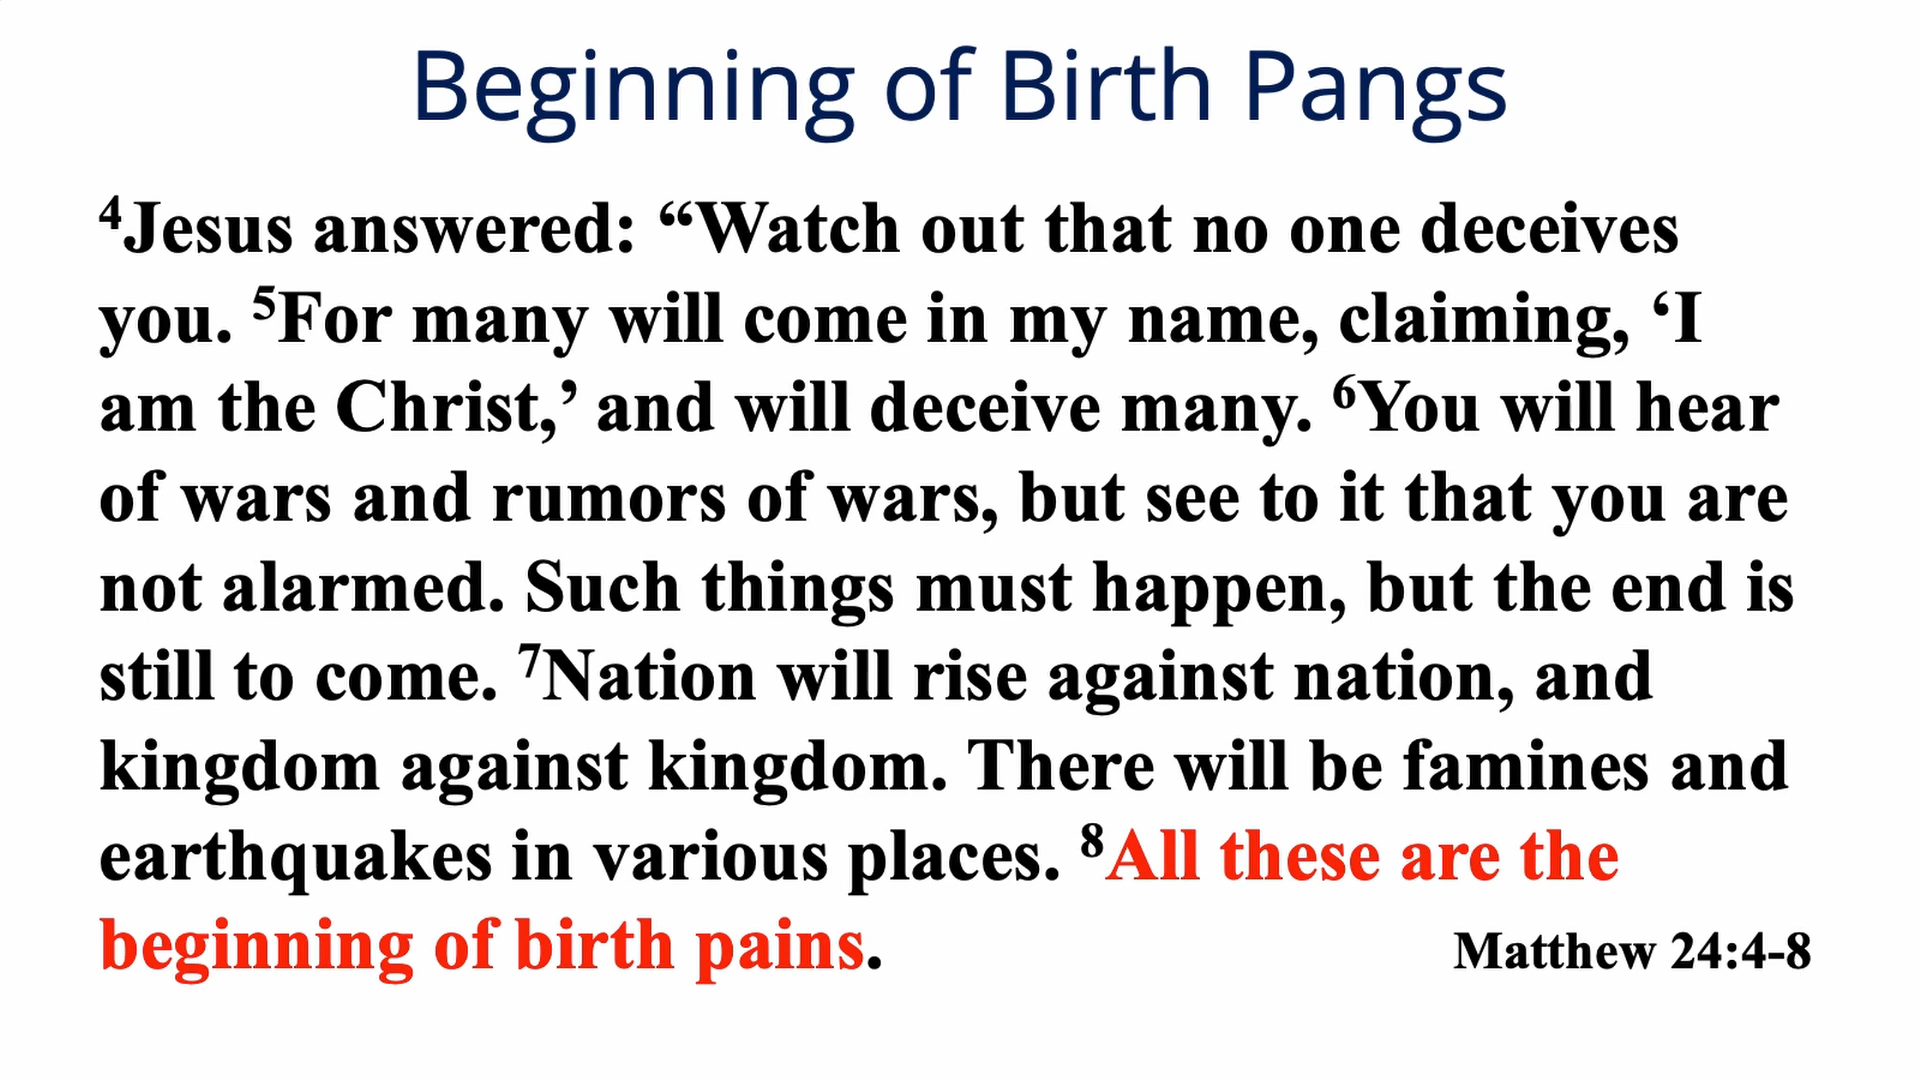 Beginning of Birth Pangs
⁴Jesus answered: “Watch out that no one deceives
you. ⁵For many will come in my name, claiming, ‘I
am the Christ,’ and will deceive many. ⁶You will hear
of wars and rumors of wars, but see to it that you are
not alarmed. Such things must happen, but the end is
still to come. ⁷Nation will rise against nation, and
kingdom against kingdom. There will be famines and
earthquakes in various places. ⁸All these are the
beginning of birth pains.
Matthew 24:4-8